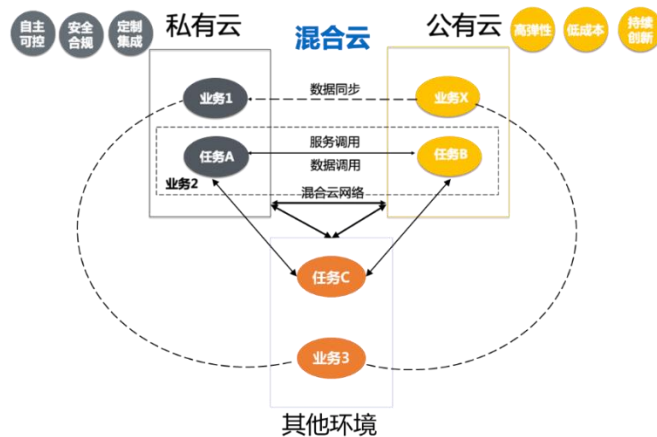 自主
可控
安全
合规
定制
集成
私有云
混合云
公有云
高弹性
低成本
持续
创新
业务1
数据同步
业务X
任务A
服务调用
数据调用
任务B
业务2
混合云网络
任务C
业务3
其他环境